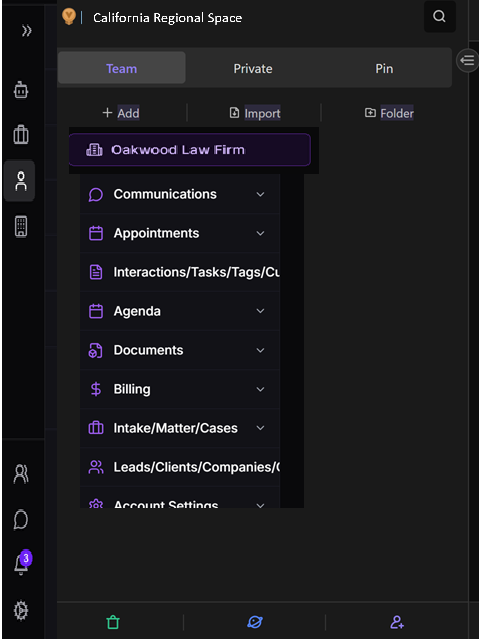 California Regional Space
Team Private Pin
Add Import Folder
Oakwood Law Firm
Communications
Appointments
Interactions/Tasks/Tags/Cu
Agenda
Documents
Billing
Intake/Matter/Cases
Leads/Clients/Companies/C
Account Settings
3